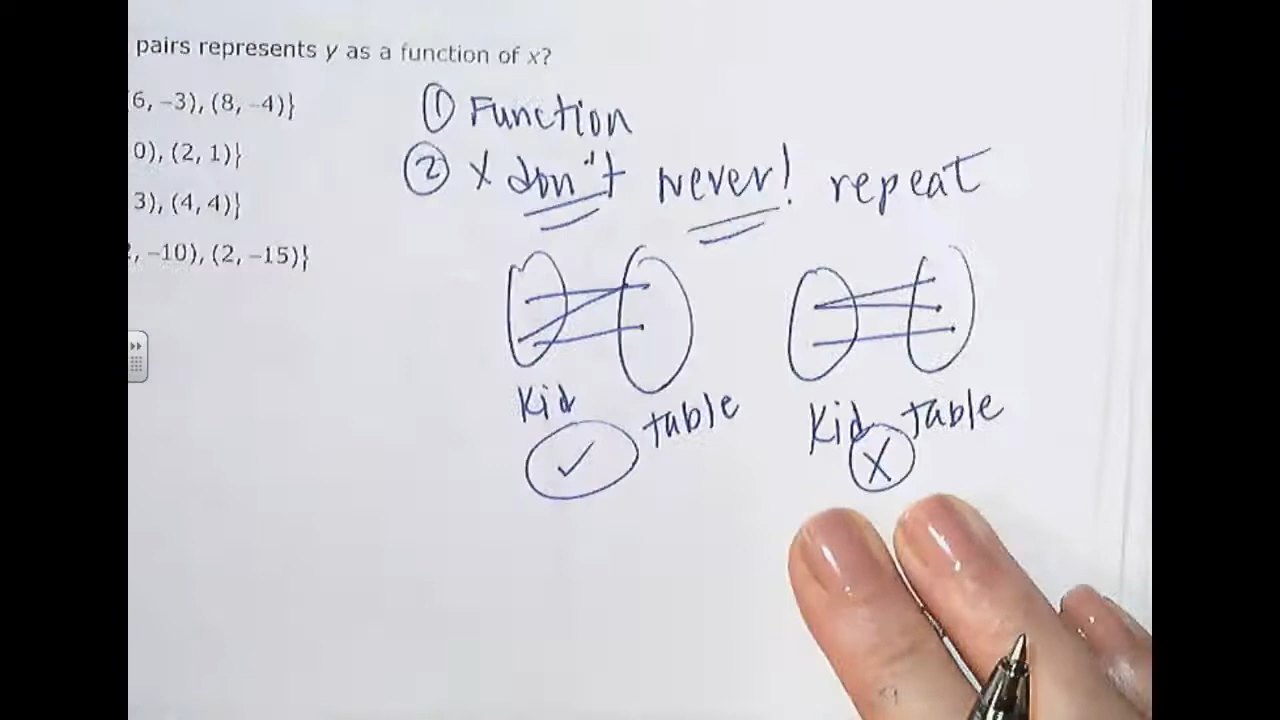 pairs represents y as a function of x?
(6, –3), (8, –4)}
0), (2, 1)}
3), (4, 4)}
, –10), (2, –15)}
① Function
② X don't never! repeat
Kid table
✓
Kid table
X